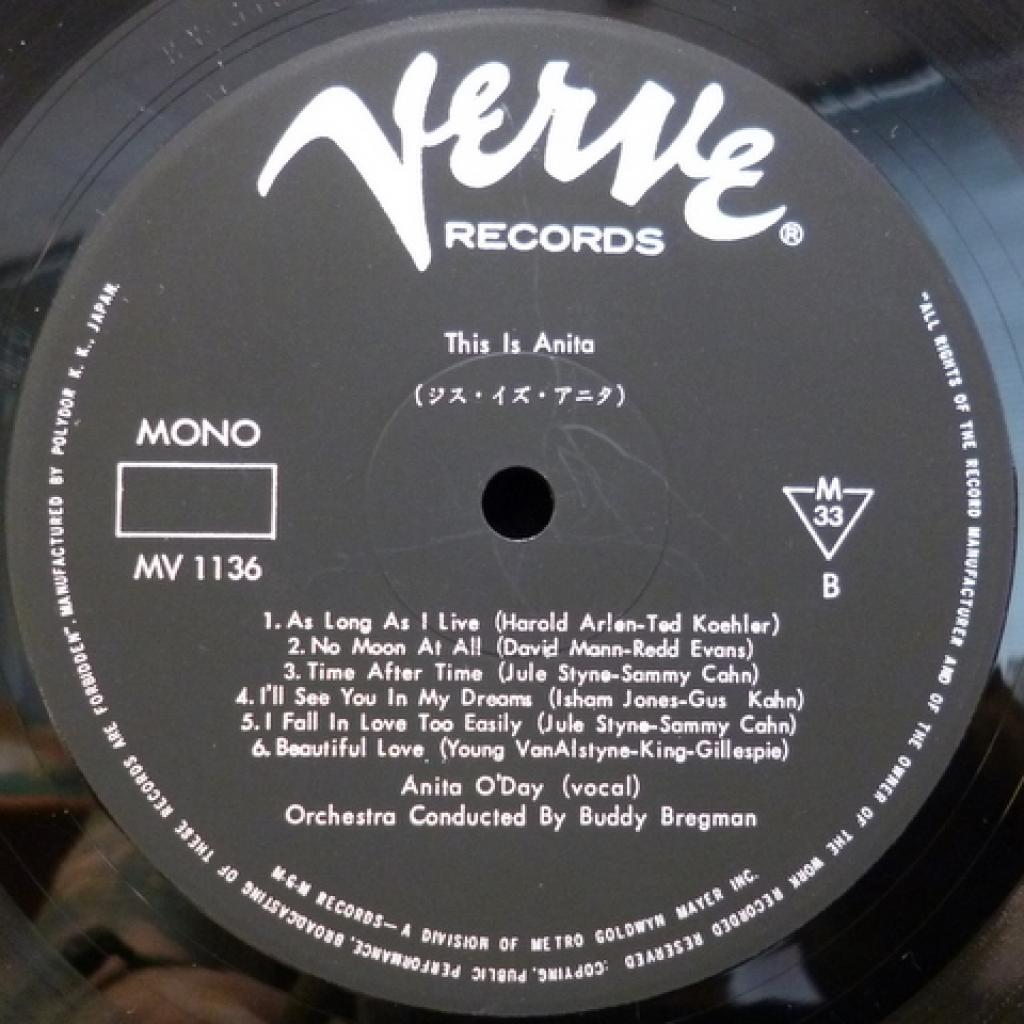 Verve
RECORDS ®
This Is Anita
(ジス・イズ・アニタ)
MONO
MV 1136
M
33
B
1. As Long As I Live (Harold Arlen-Ted Koehler)
2. No Moon At All (David Mann-Redd Evans)
3. Time After Time (Jule Styne-Sammy Cahn)
4. I'll See You In My Dreams (Isham Jones-Gus Kahn)
5. I Fall In Love Too Easily (Jule Styne-Sammy Cahn)
6. Beautiful Love (Young VanAlstyne-King-Gillespie)
Anita O'Day (vocal)
Orchestra Conducted By Buddy Bregman
M-G-M RECORDS—A DIVISION OF METRO GOLDWYN MAYER INC.
"ALL RIGHTS OF THE RECORD MANUFACTURER AND OF THE OWNER OF THE WORK RECORDED RESERVED :COPYING, PUBLIC PERFORMANCE, BROADCASTING OF THERE RECORDS ARE FORBIDDEN". MANUFACTURED BY POLYDOR K. K., JAPAN.